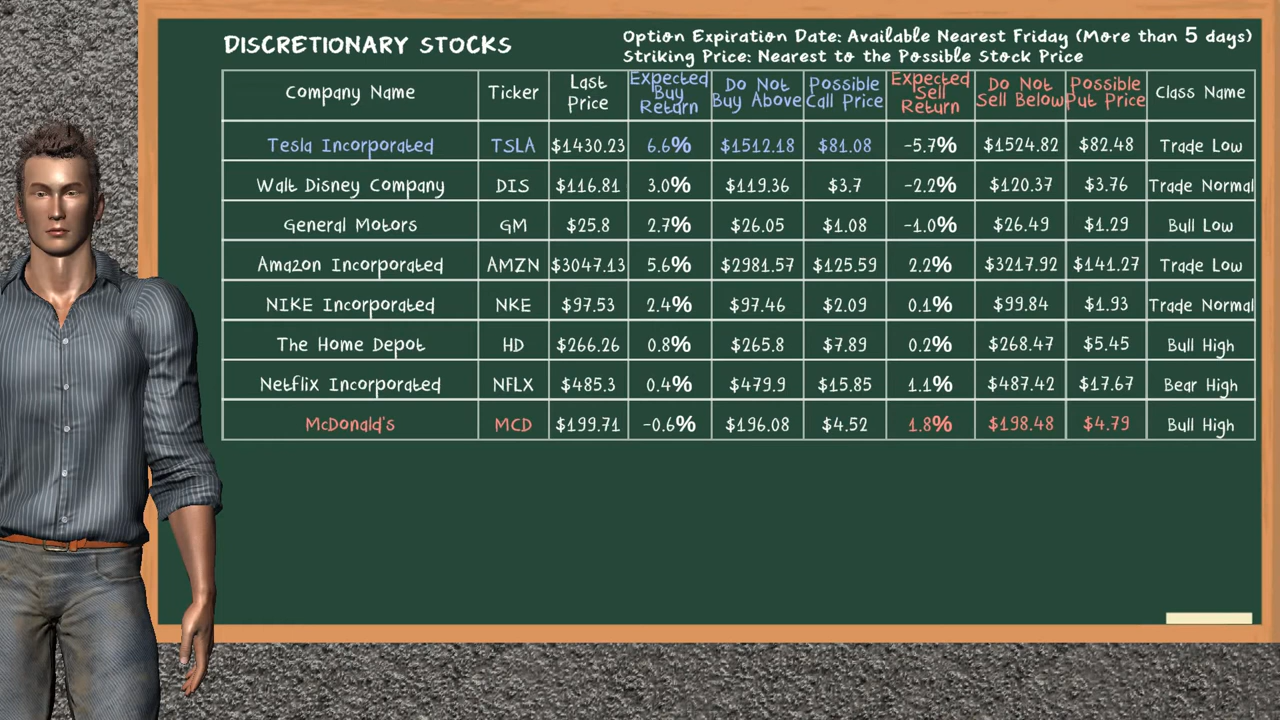 DISCRETIONARY STOCKS
Option Expiration Date: Available Nearest Friday (More than 5 days)
Striking Price: Nearest to the Possible Stock Price
Company Name Ticker Last Price Expected Buy Return Do Not Buy Above Possible Call Price Expected Sell Return Do Not Sell Below Possible Put Price Class Name
Tesla Incorporated TSLA $1430.23 6.6% $1512.18 $81.08 -5.7% $1524.82 $82.48 Trade Low
Walt Disney Company DIS $116.81 3.0% $119.36 $3.7 -2.2% $120.37 $3.76 Trade Normal
General Motors GM $25.8 2.7% $26.05 $1.08 -1.0% $26.49 $1.29 Bull Low
Amazon Incorporated AMZN $3047.13 5.6% $2981.57 $125.59 2.2% $3217.92 $141.27 Trade Low
NIKE Incorporated NKE $97.53 2.4% $97.46 $2.09 0.1% $99.84 $1.93 Trade Normal
The Home Depot HD $266.26 0.8% $265.8 $7.89 0.2% $268.47 $5.45 Bull High
Netflix Incorporated NFLX $485.3 0.4% $479.9 $15.85 1.1% $487.42 $17.67 Bear High
McDonald's MCD $199.71 -0.6% $196.08 $4.52 1.8% $198.48 $4.79 Bull High